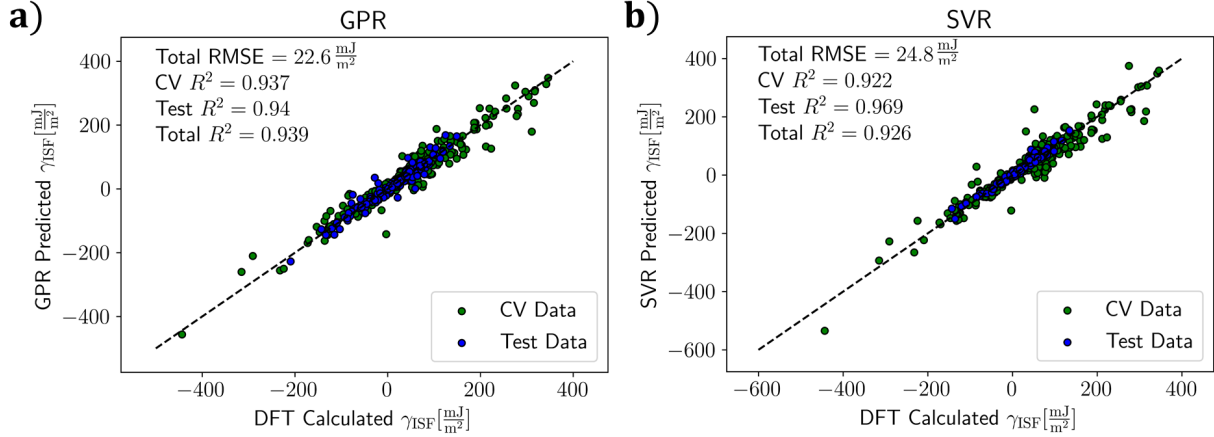 a)
GPR
Total RMSE = 22.6 mJ/m²
CV R² = 0.937
Test R² = 0.94
Total R² = 0.939
400
200
0
−200
−400
GPR Predicted γISF[mJ/m²]
CV Data
Test Data
−400 −200 0 200 400
DFT Calculated γISF[mJ/m²]
b)
SVR
Total RMSE = 24.8 mJ/m²
CV R² = 0.922
Test R² = 0.969
Total R² = 0.926
400
200
0
−200
−400
−600
SVR Predicted γISF[mJ/m²]
CV Data
Test Data
−600 −400 −200 0 200 400
DFT Calculated γISF[mJ/m²]